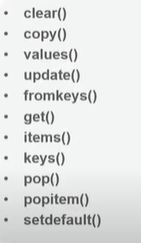 • clear()
• copy()
• values()
• update()
• fromkeys()
• get()
• items()
• keys()
• pop()
• popitem()
• setdefault()